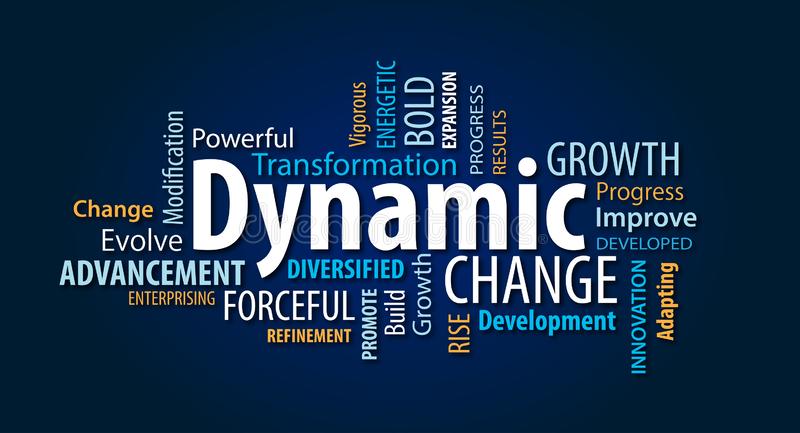 Vigorous
ENERGETIC
BOLD
EXPANSION
PROGRESS
RESULTS
Modification
Powerful
Transformation
GROWTH
Dynamic
Progress
Change
Improve
Evolve
DEVELOPED
ADVANCEMENT
DIVERSIFIED
Growth
CHANGE
ENTERPRISING
FORCEFUL
PROMOTE
Build
RISE
Development
INNOVATION
Adapting
REFINEMENT